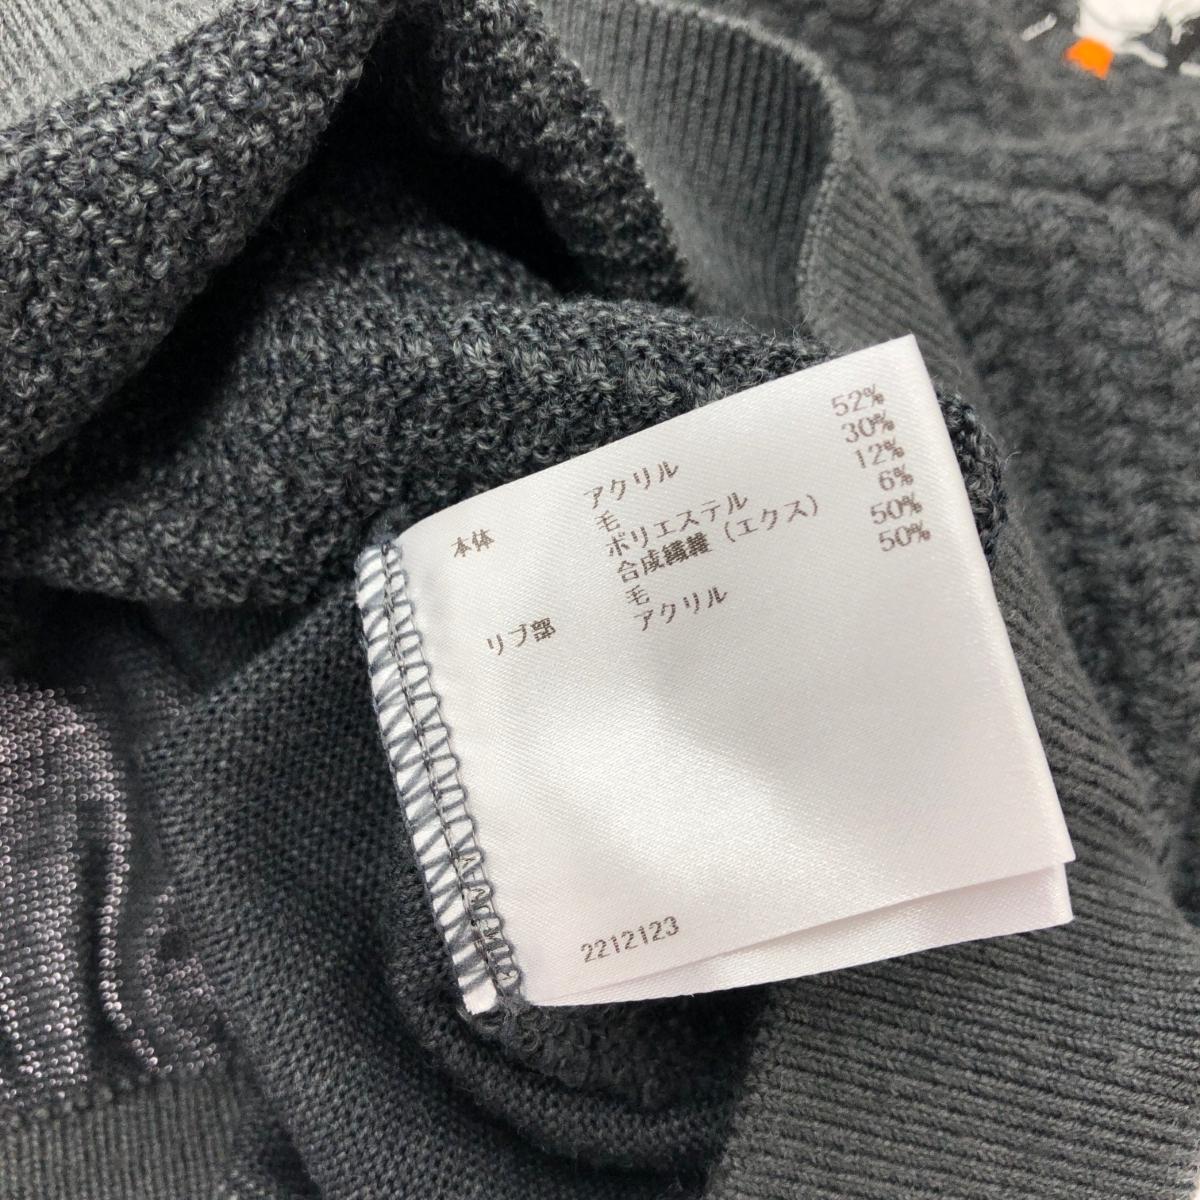 本体 アクリル 52%
毛 30%
ポリエステル 12%
合成繊維 (エクス) 6%
リブ部 毛 50%
アクリル 50%
2212123